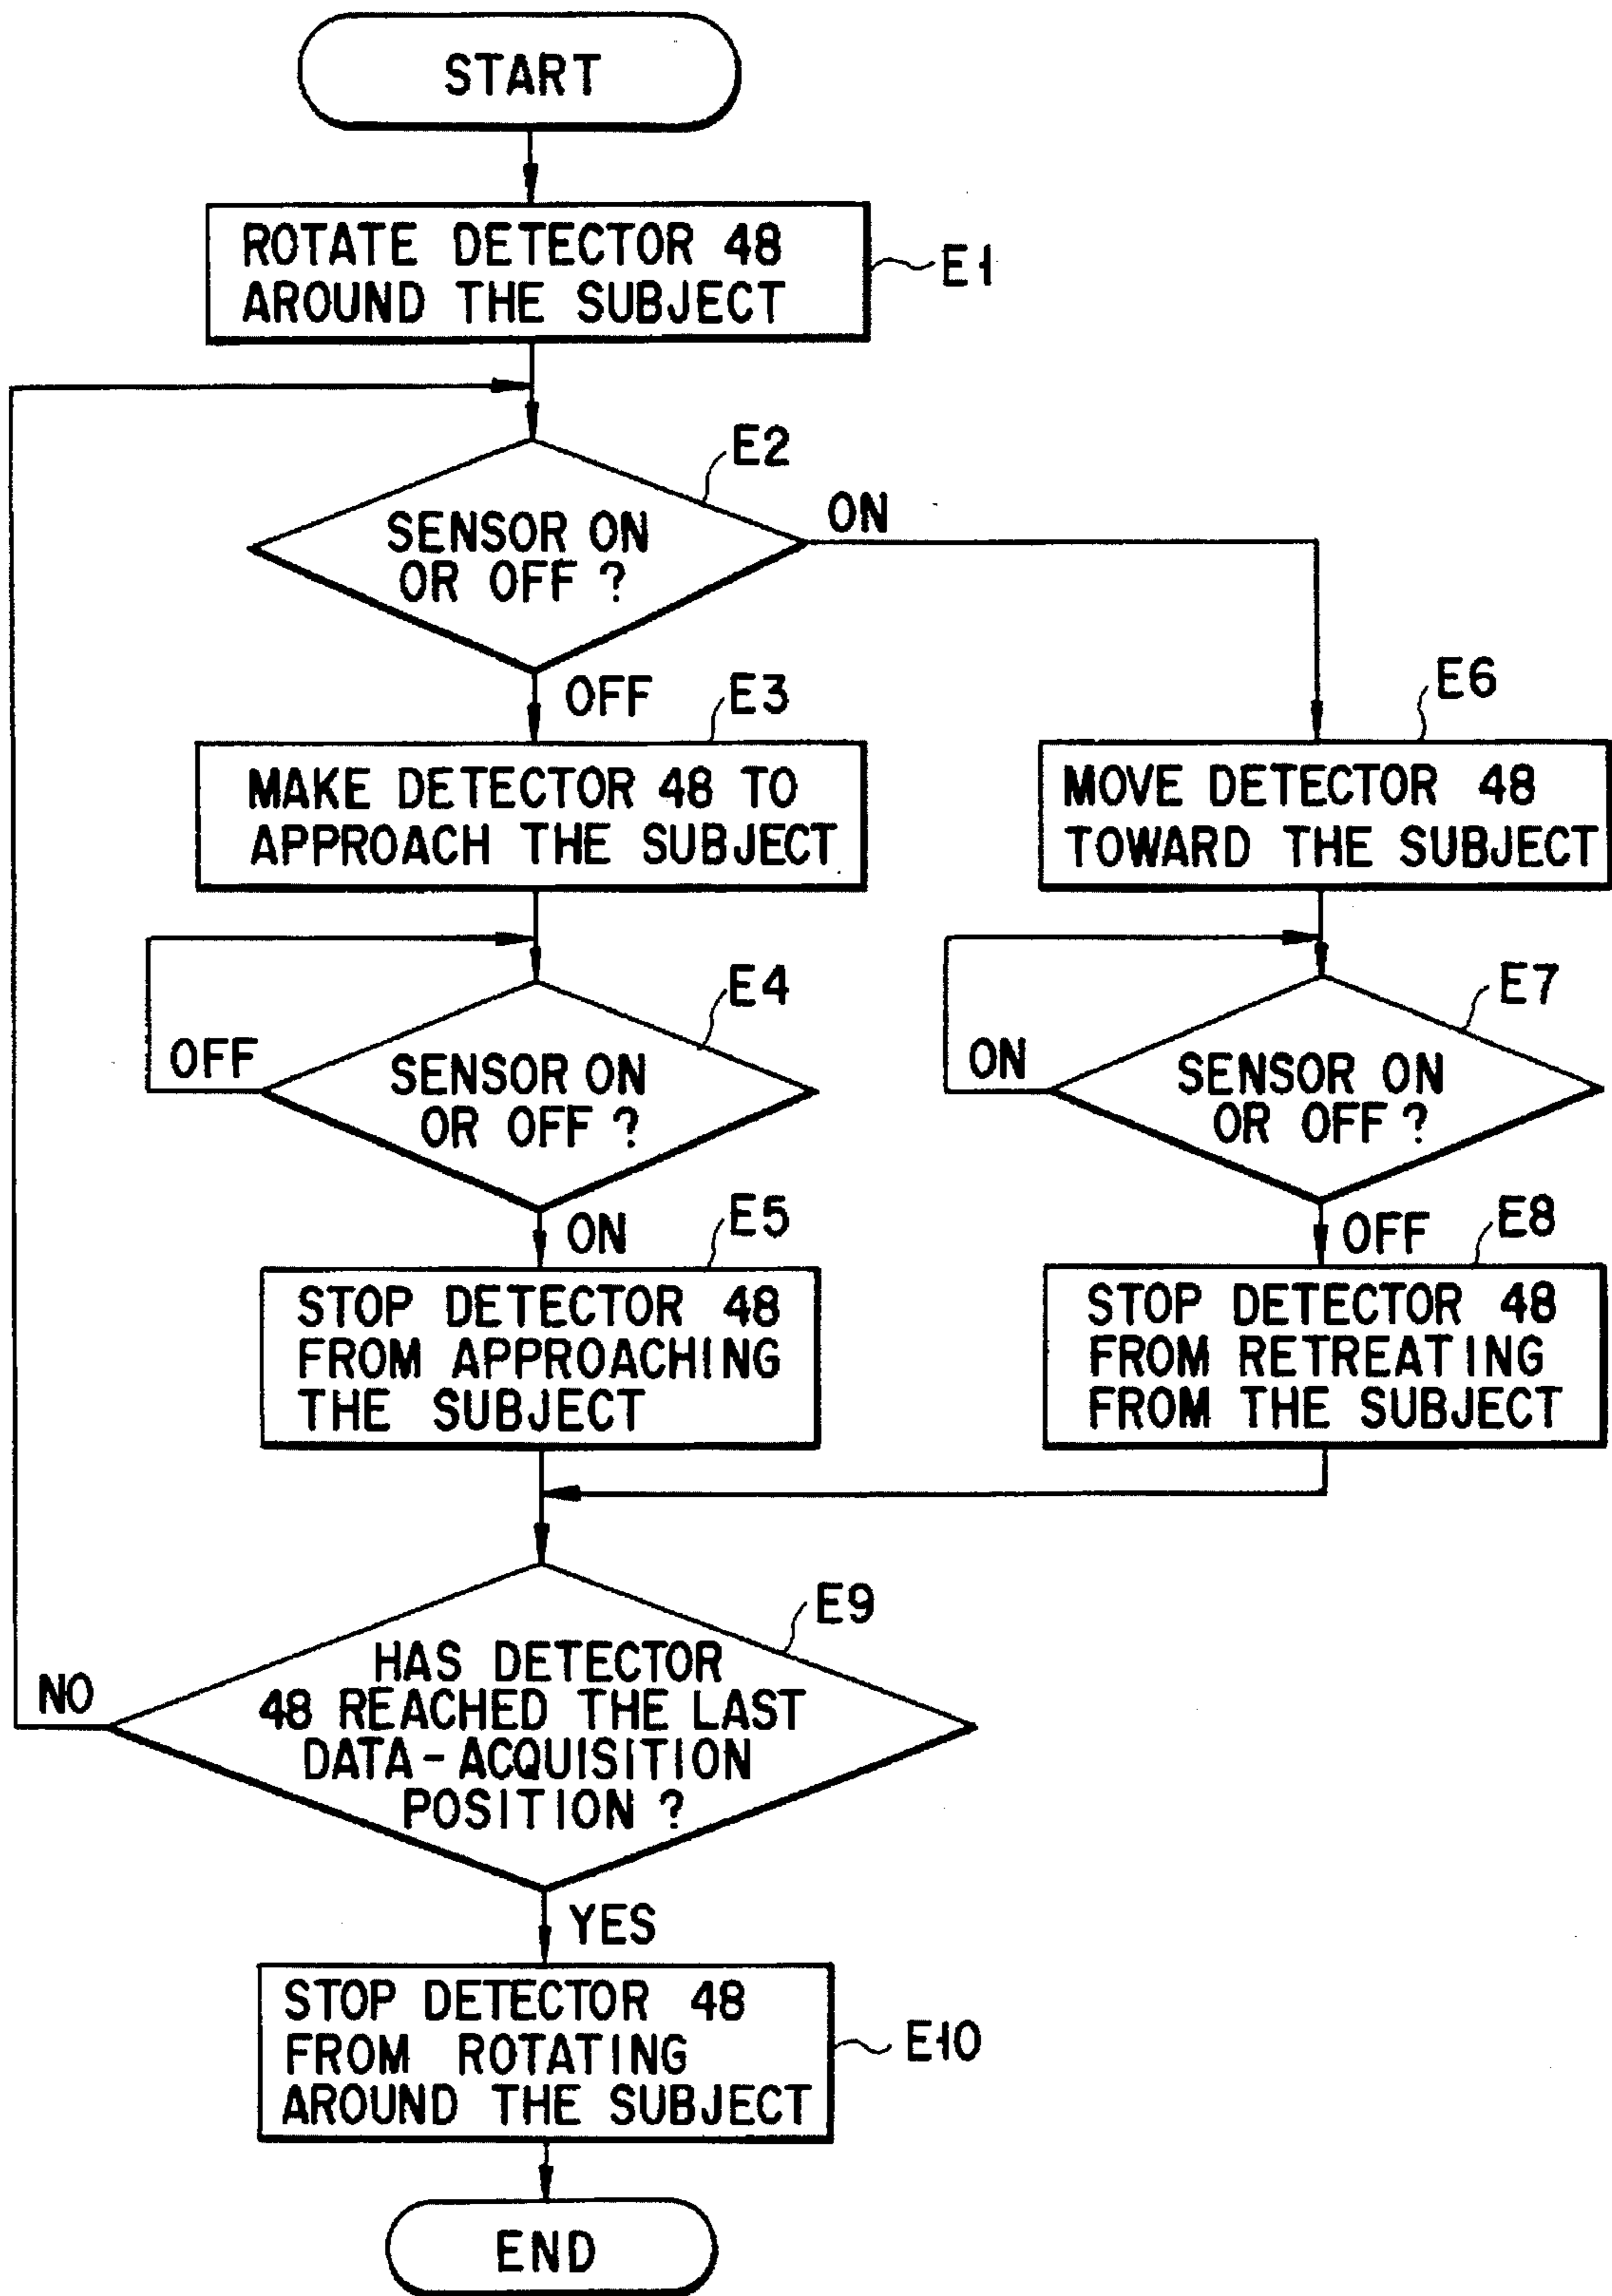 START
ROTATE DETECTOR 48
AROUND THE SUBJECT
E1
E2
SENSOR ON
OR OFF ?
ON
OFF
E3
MAKE DETECTOR 48 TO
APPROACH THE SUBJECT
E6
MOVE DETECTOR 48
TOWARD THE SUBJECT
E4
OFF
SENSOR ON
OR OFF ?
ON
E7
ON
SENSOR ON
OR OFF ?
OFF
E5
STOP DETECTOR 48
FROM APPROACHING
THE SUBJECT
E8
STOP DETECTOR 48
FROM RETREATING
FROM THE SUBJECT
E9
HAS DETECTOR
48 REACHED THE LAST
DATA-ACQUISITION
POSITION ?
NO
YES
STOP DETECTOR 48
FROM ROTATING
AROUND THE SUBJECT
E10
END